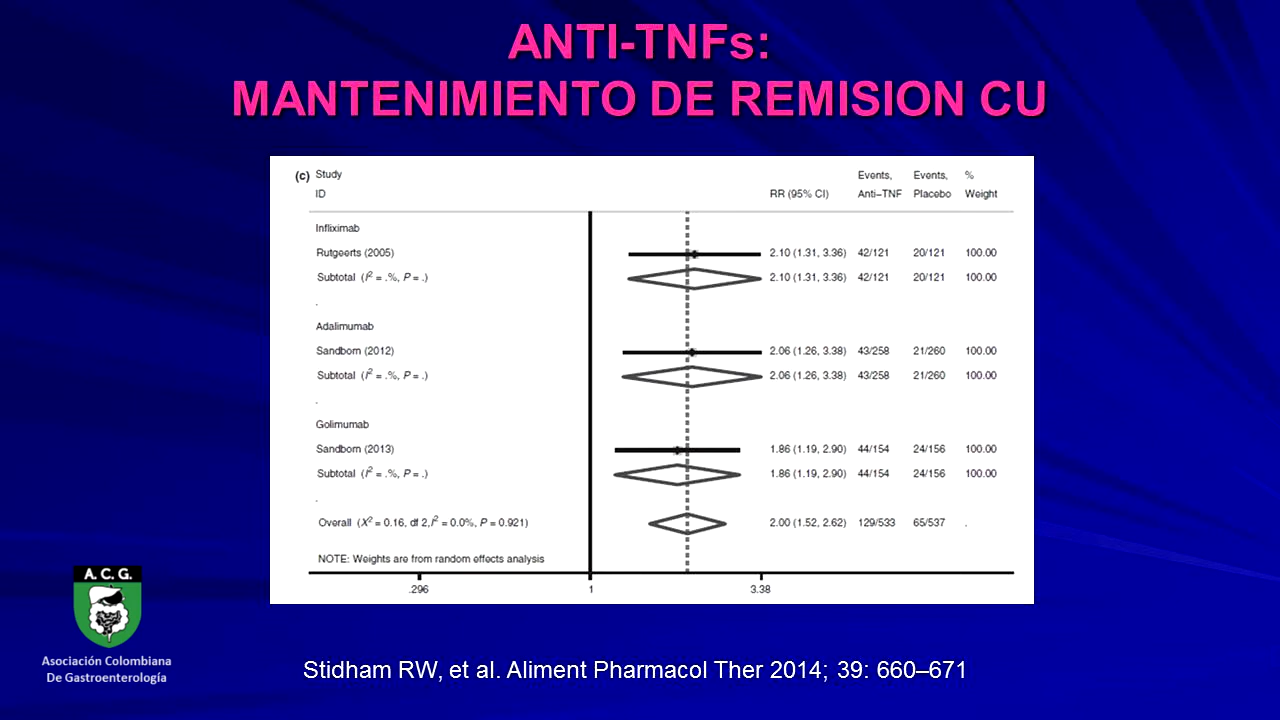 ANTI-TNFs:
MANTENIMIENTO DE REMISION CU
(c) Study Events, Events, %
ID RR (95% CI) Anti–TNF Placebo Weight
Infliximab
Rutgeerts (2005) 2.10 (1.31, 3.36) 42/121 20/121 100.00
Subtotal (I² = .%, P = .) 2.10 (1.31, 3.36) 42/121 20/121 100.00
.
Adalimumab
Sandborn (2012) 2.06 (1.26, 3.38) 43/258 21/260 100.00
Subtotal (I² = .%, P = .) 2.06 (1.26, 3.38) 43/258 21/260 100.00
.
Golimumab
Sandborn (2013) 1.86 (1.19, 2.90) 44/154 24/156 100.00
Subtotal (I² = .%, P = .) 1.86 (1.19, 2.90) 44/154 24/156 100.00
.
Overall (X² = 0.16, df 2, I² = 0.0%, P = 0.921) 2.00 (1.52, 2.62) 129/533 65/537 .
NOTE: Weights are from random effects analysis
.296 1 3.38
A. C. G.
Asociación Colombiana
De Gastroenterología
Stidham RW, et al. Aliment Pharmacol Ther 2014; 39: 660–671